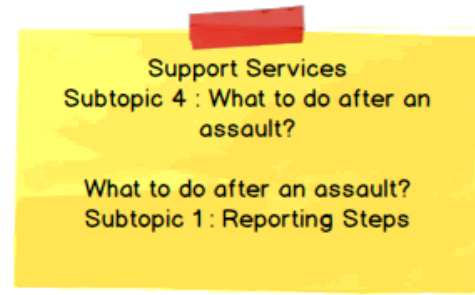 Support Services
Subtopic 4 : What to do after an
assault?
What to do after an assault?
Subtopic 1 : Reporting Steps